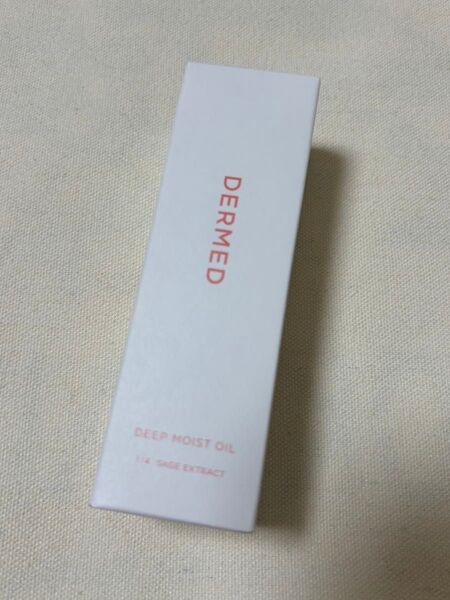 DERMED
DEEP MOIST OIL
SAGE EXTRACT